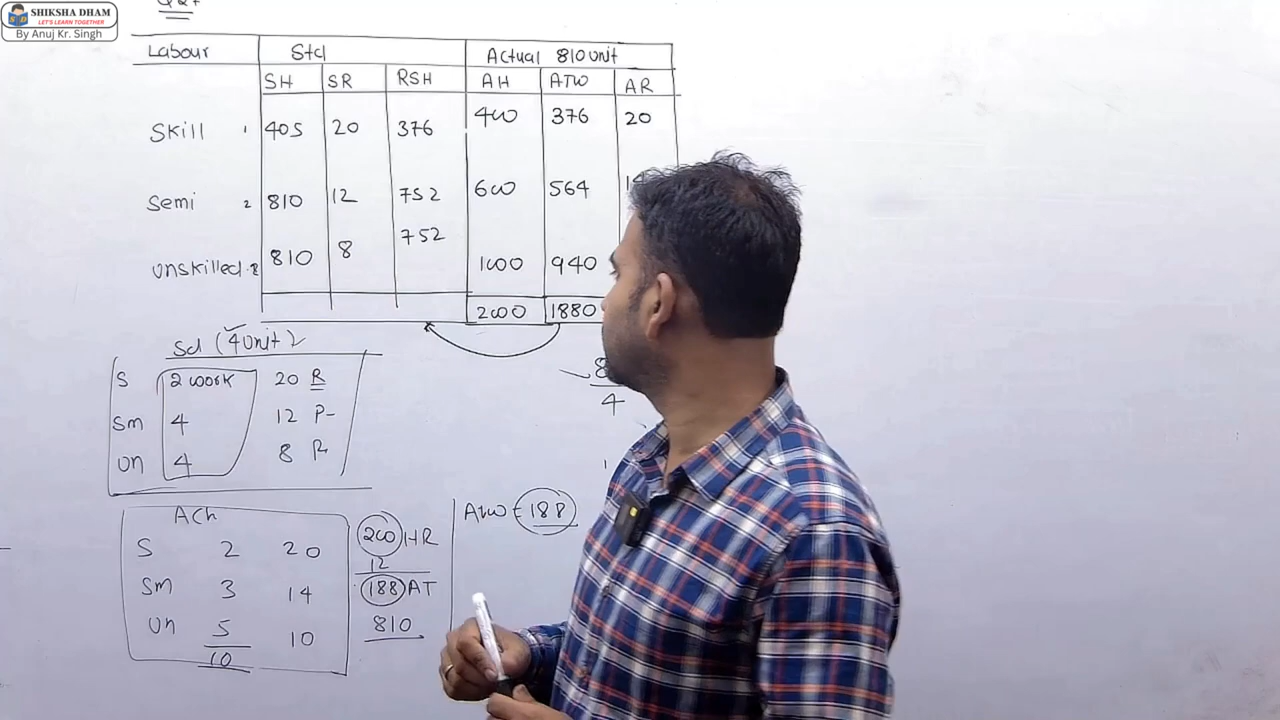 SHIKSHA DHAM
LET'S LEARN TOGETHER
By Anuj Kr. Singh
Labour Std Actual 810 unit
SH SR RSH AH ATW AR
Skill 1 405 20 376 400 376 20
Semi 2 810 12 752 600 564
unskilled 2 810 8 752 1000 940
2000 1880
Std (4 unit)
S 2 work 20 R
Sm 4 12 P-
un 4 8 R
4
Ach
S 2 20
Sm 3 14
un 5 10
10
200 HR
12
188 AT
810
ATW = 188